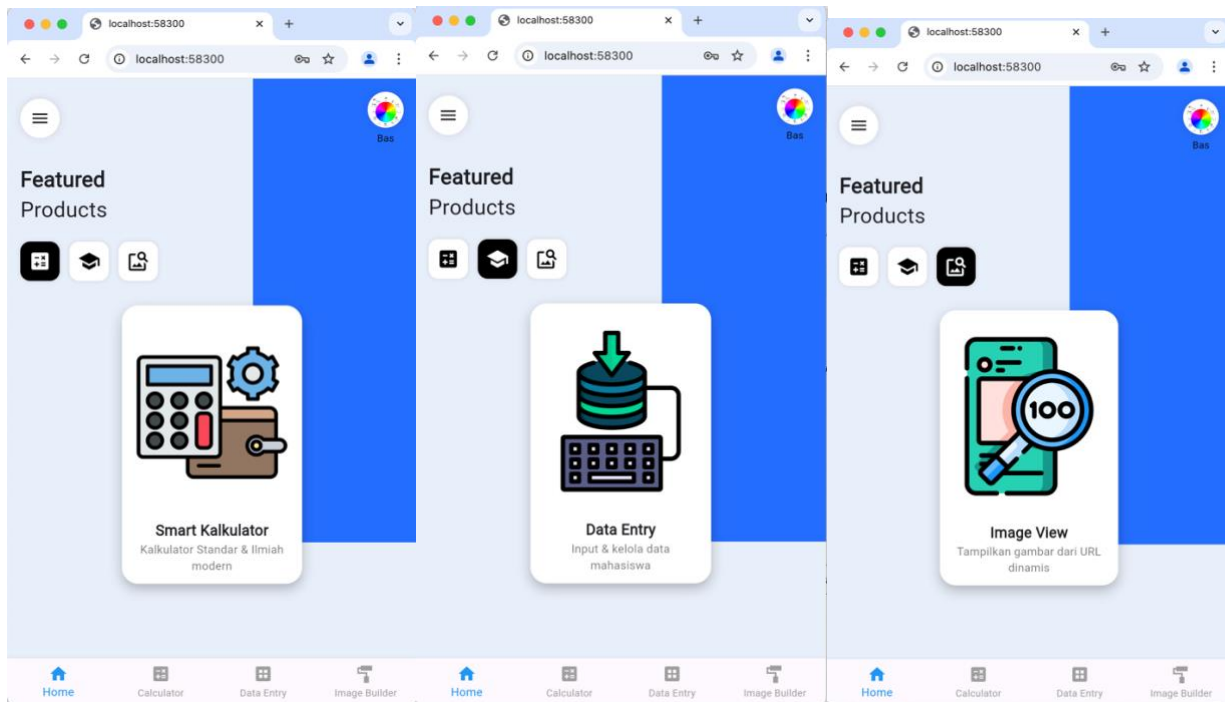 localhost:58300
localhost:58300
Bas
Featured
Products
Smart Kalkulator
Kalkulator Standar & Ilmiah
modern
Home
Calculator
Data Entry
Image Builder
localhost:58300
localhost:58300
Bas
Featured
Products
Data Entry
Input & kelola data
mahasiswa
Home
Calculator
Data Entry
Image Builder
localhost:58300
localhost:58300
Bas
Featured
Products
100
Image View
Tampilkan gambar dari URL
dinamis
Home
Calculator
Data Entry
Image Builder